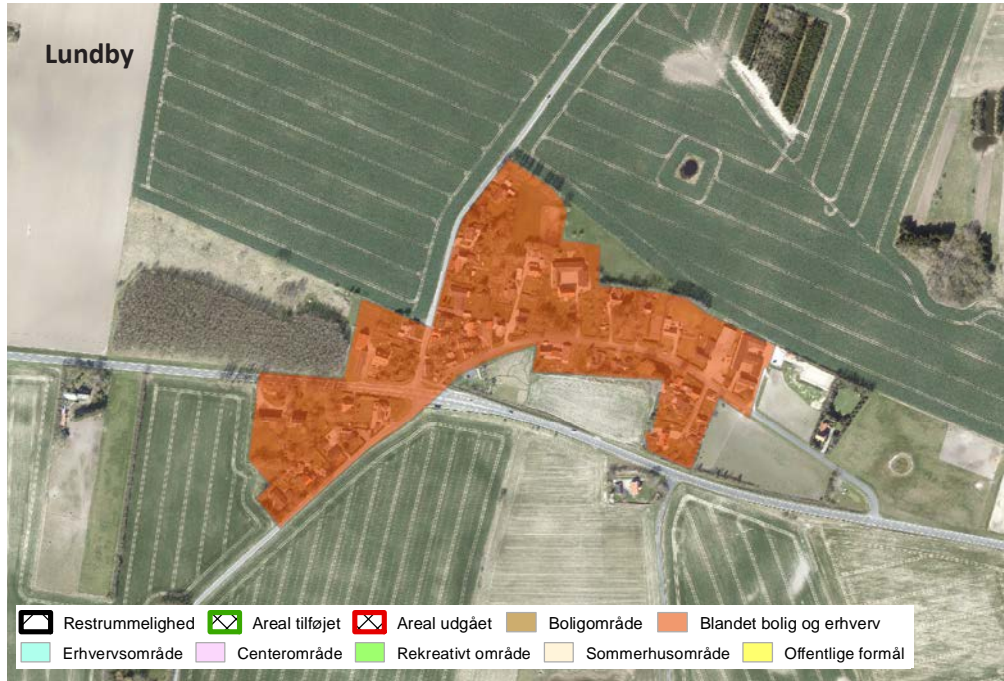 Lundby
Restrummelighed Areal tilføjet Areal udgået Boligområde Blandet bolig og erhverv
Erhvervsområde Centerområde Rekreativt område Sommerhusområde Offentlige formål